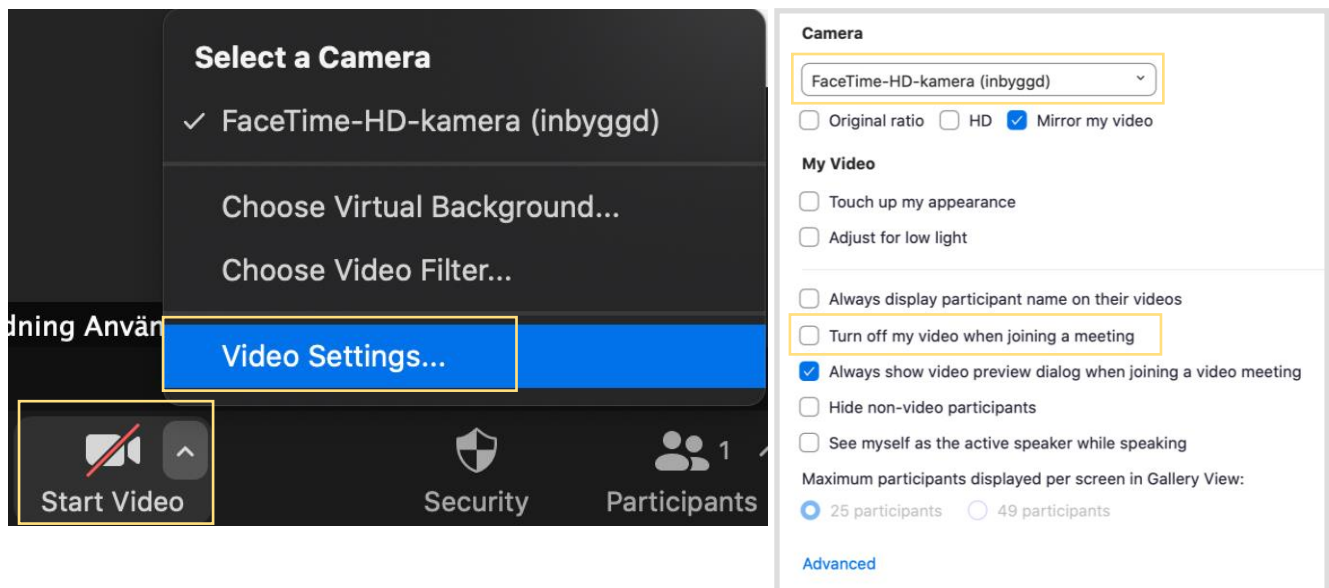 Select a Camera
FaceTime-HD-kamera (inbyggd)
Choose Virtual Background...
Choose Video Filter...
dning Använ
Video Settings...
Start Video
Security
1
Participants
Camera
FaceTime-HD-kamera (inbyggd)
Original ratio HD Mirror my video
My Video
Touch up my appearance
Adjust for low light
Always display participant name on their videos
Turn off my video when joining a meeting
Always show video preview dialog when joining a video meeting
Hide non-video participants
See myself as the active speaker while speaking
Maximum participants displayed per screen in Gallery View:
25 participants 49 participants
Advanced